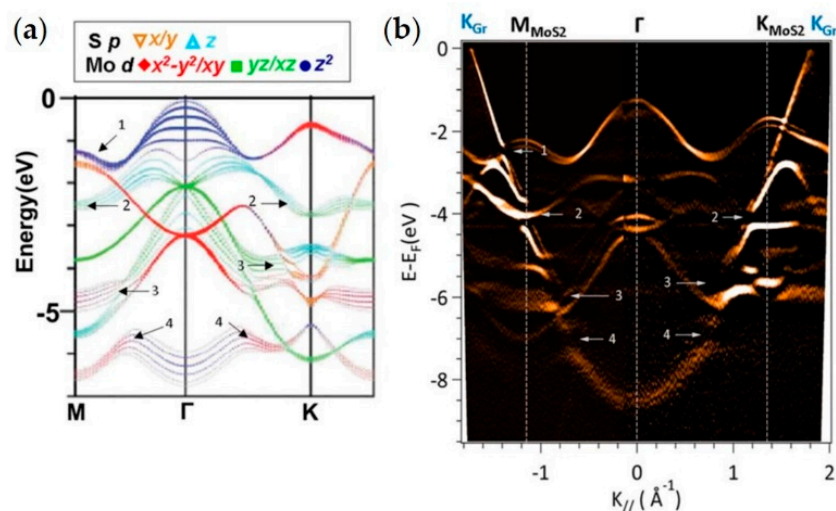 (a)
S p ▽x/y △z
Mo d ◆x²-y²/xy ■yz/xz ●z²
Energy(eV)
0
-5
1
2
2
3
3
4
4
M Γ K
(b)
K_Gr M_MoS2 Γ K_MoS2 K_Gr
E-E_F(eV)
0
-2
-4
-6
-8
1
2
2
3
3
4
4
-1 0 1 2
K_// ( Å⁻¹)